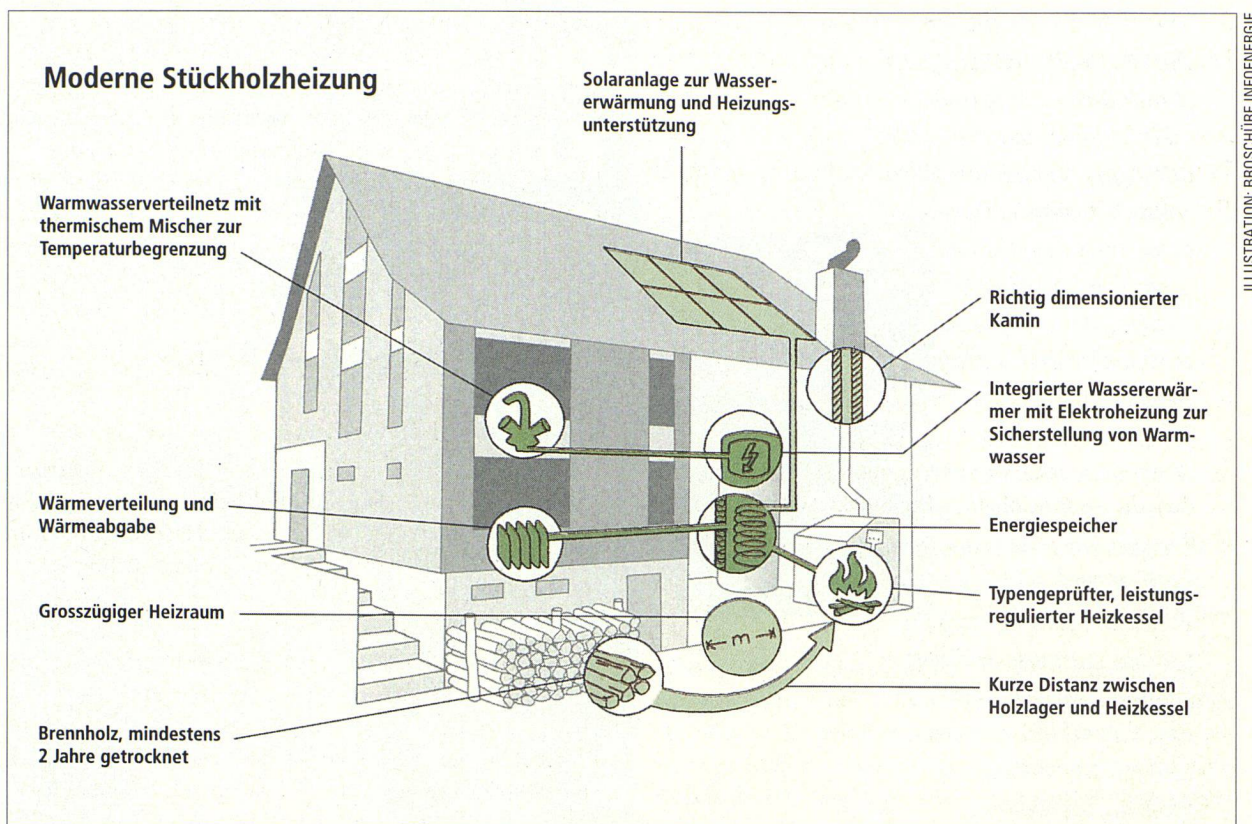 Moderne Stückholzheizung
Solaranlage zur Wasser-
erwärmung und Heizungs-
unterstützung
Warmwasserverteilnetz mit
thermischem Mischer zur
Temperaturbegrenzung
Richtig dimensionierter
Kamin
Integrierter Wassererwär-
mer mit Elektroheizung zur
Sicherstellung von Warm-
wasser
Wärmeverteilung und
Wärmeabgabe
Energiespeicher
Grosszügiger Heizraum
m
Typengeprüfter, leistungs-
regulierter Heizkessel
Kurze Distanz zwischen
Holzlager und Heizkessel
Brennholz, mindestens
2 Jahre getrocknet
ILLUSTRATION: BROSCHÜRE INFOENERGIE